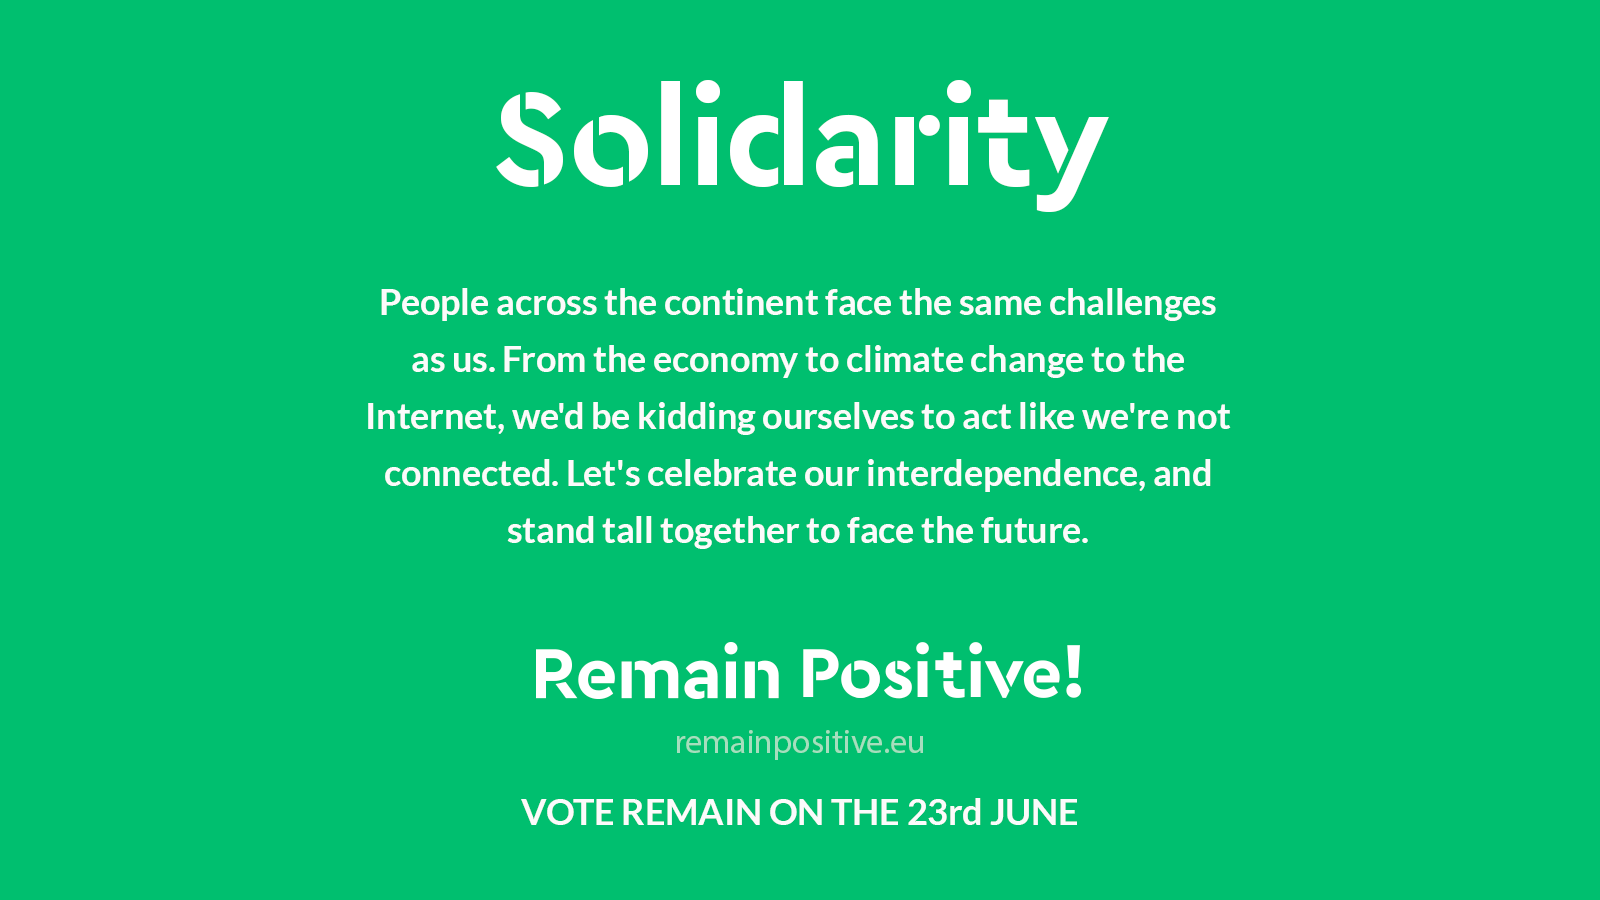 Solidarity
People across the continent face the same challenges
as us. From the economy to climate change to the
Internet, we'd be kidding ourselves to act like we're not
connected. Let's celebrate our interdependence, and
stand tall together to face the future.
Remain Positive!
remainpositive.eu
VOTE REMAIN ON THE 23rd JUNE